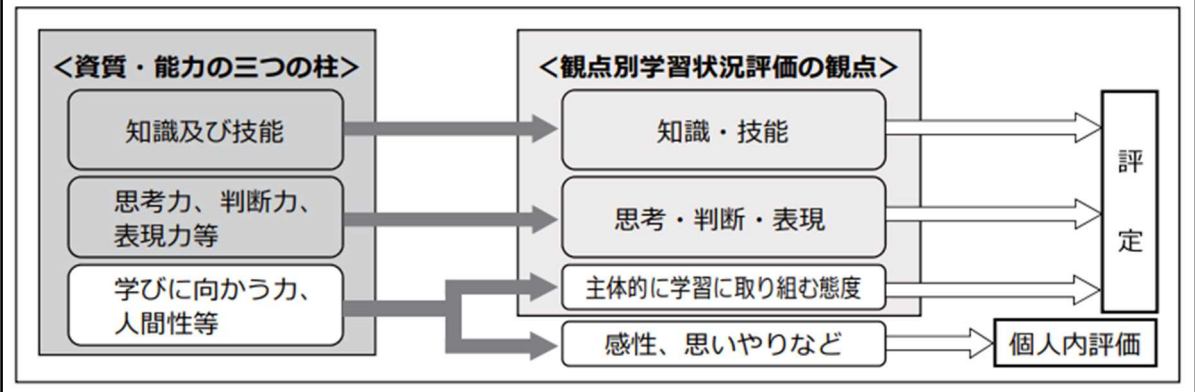 ＜資質・能力の三つの柱＞
知識及び技能
思考力、判断力、
表現力等
学びに向かう力、
人間性等
＜観点別学習状況評価の観点＞
知識・技能
思考・判断・表現
主体的に学習に取り組む態度
感性、思いやりなど
評定
個人内評価